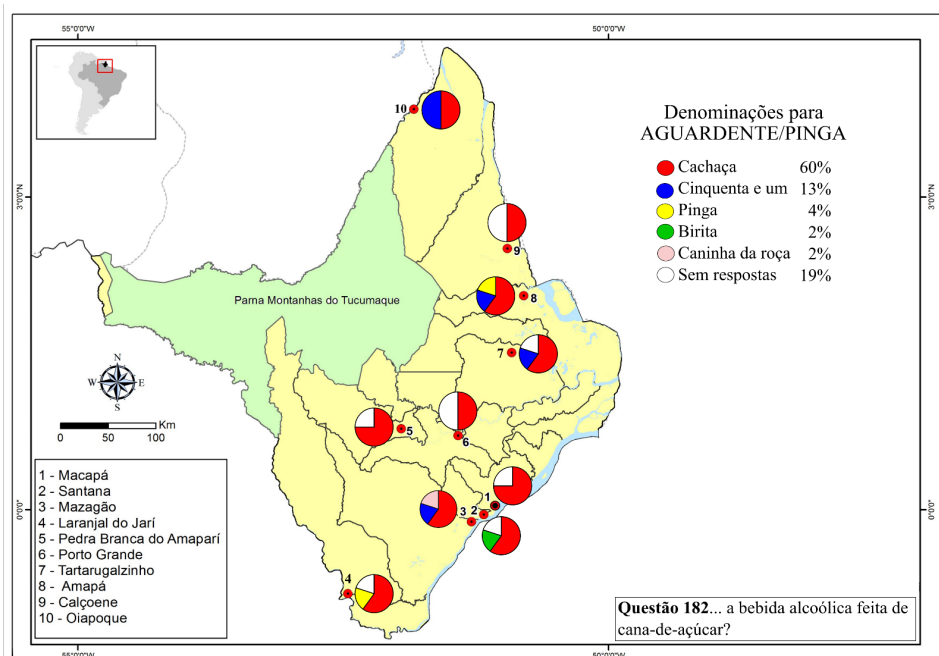 55°0'0"W
50°0'0"W
10
Denominações para
AGUARDENTE/PINGA
Cachaça 60%
Cinquenta e um 13%
Pinga 4%
Birita 2%
Caninha da roça 2%
Sem respostas 19%
3°0'0"N
3°0'0"N
9
8
Parna Montanhas do Tucumaque
7
N
W E
S
Km
0 50 100
5
6
1 - Macapá
2 - Santana
3 - Mazagão
4 - Laranjal do Jarí
5 - Pedra Branca do Amaparí
6 - Porto Grande
7 - Tartarugalzinho
8 - Amapá
9 - Calçoene
10 - Oiapoque
1
2
3
0°0'0"
0°0'0"
4
Questão 182... a bebida alcoólica feita de
cana-de-açúcar?
55°0'0"W
50°0'0"W